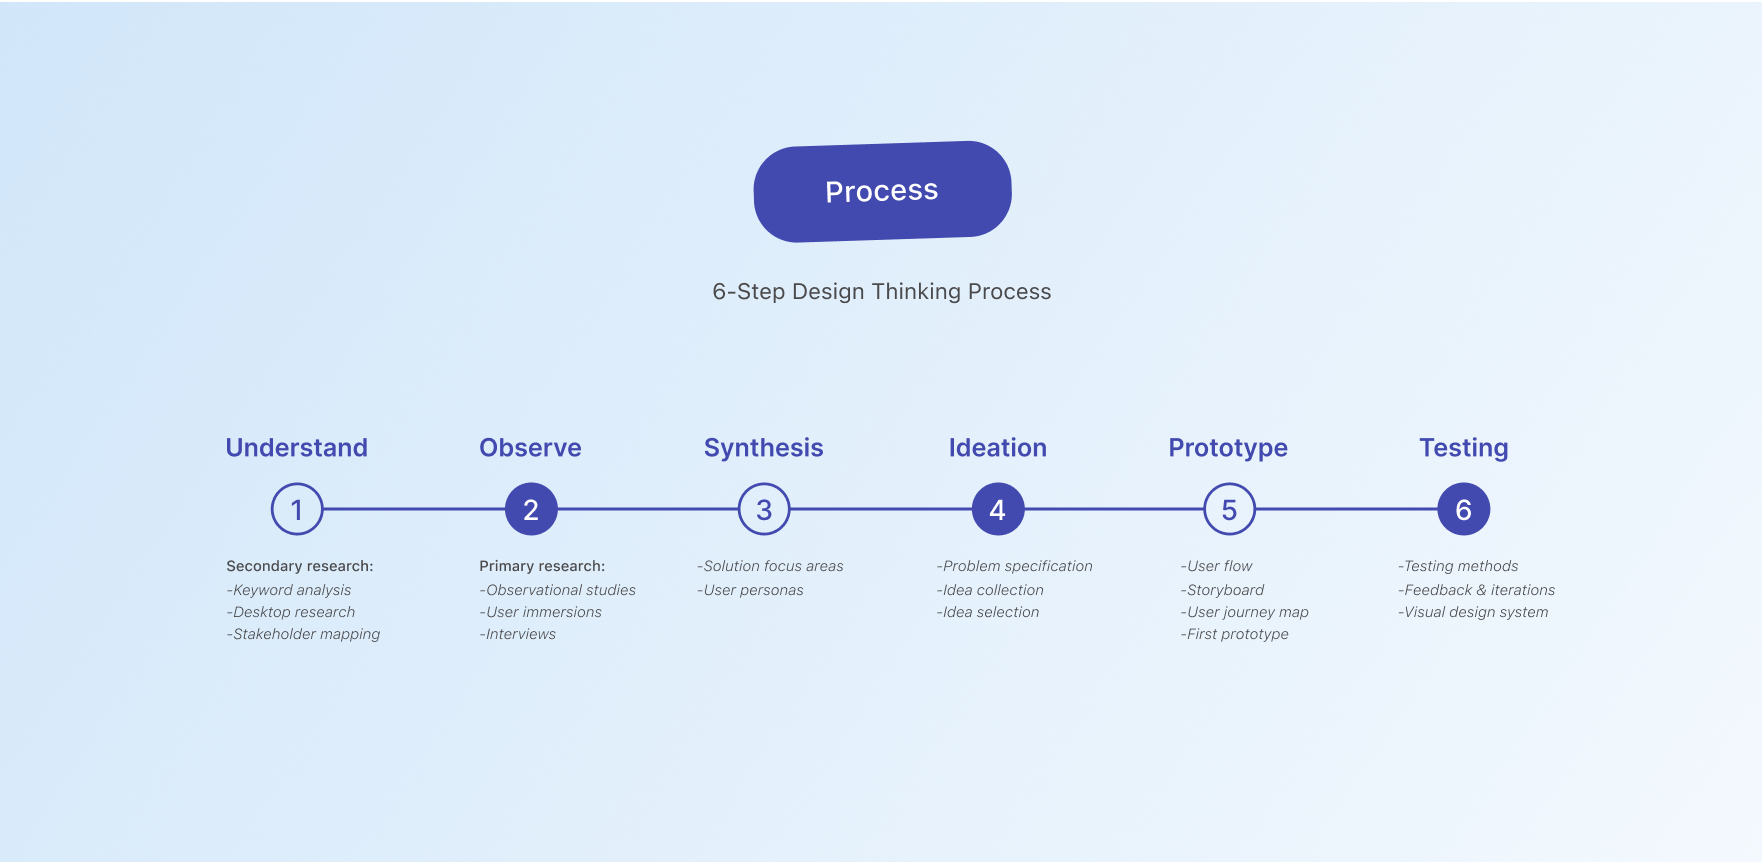 Process
6-Step Design Thinking Process
Understand
1
Secondary research:
-Keyword analysis
-Desktop research
-Stakeholder mapping
Observe
2
Primary research:
-Observational studies
-User immersions
-Interviews
Synthesis
3
-Solution focus areas
-User personas
Ideation
4
-Problem specification
-Idea collection
-Idea selection
Prototype
5
-User flow
-Storyboard
-User journey map
-First prototype
Testing
6
-Testing methods
-Feedback & iterations
-Visual design system